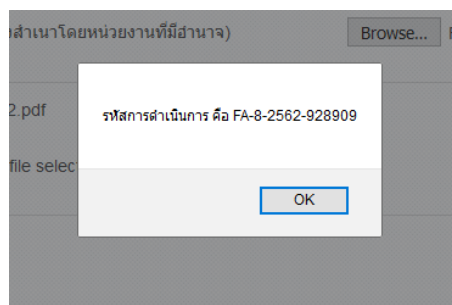 งสำเนาโดยหน่วยงานที่มีอำนาจ)
Browse...
รหัสการดำเนินการ คือ FA-8-2562-928909
2.pdf
file selec
OK